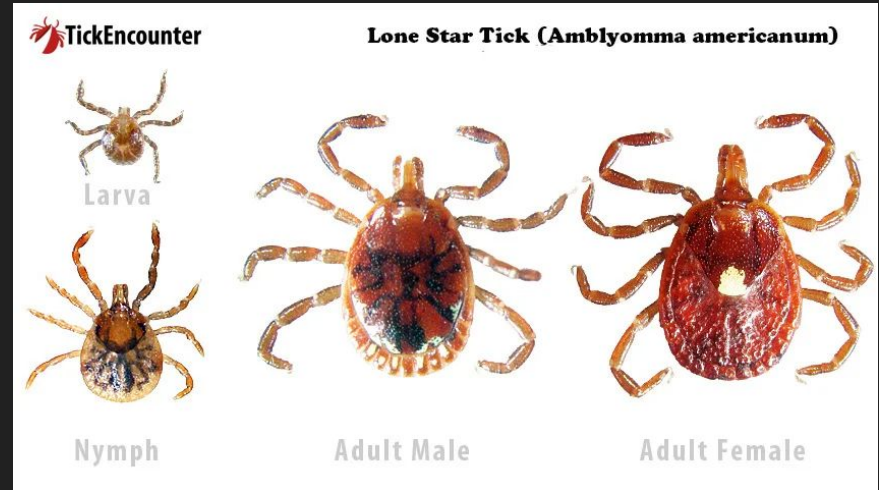 TickEncounter
Lone Star Tick (Amblyomma americanum)
Larva
Nymph
Adult Male
Adult Female